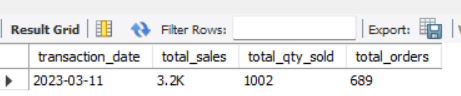 Result Grid Filter Rows: Export:
transaction_date total_sales total_qty_sold total_orders
2023-03-11 3.2K 1002 689